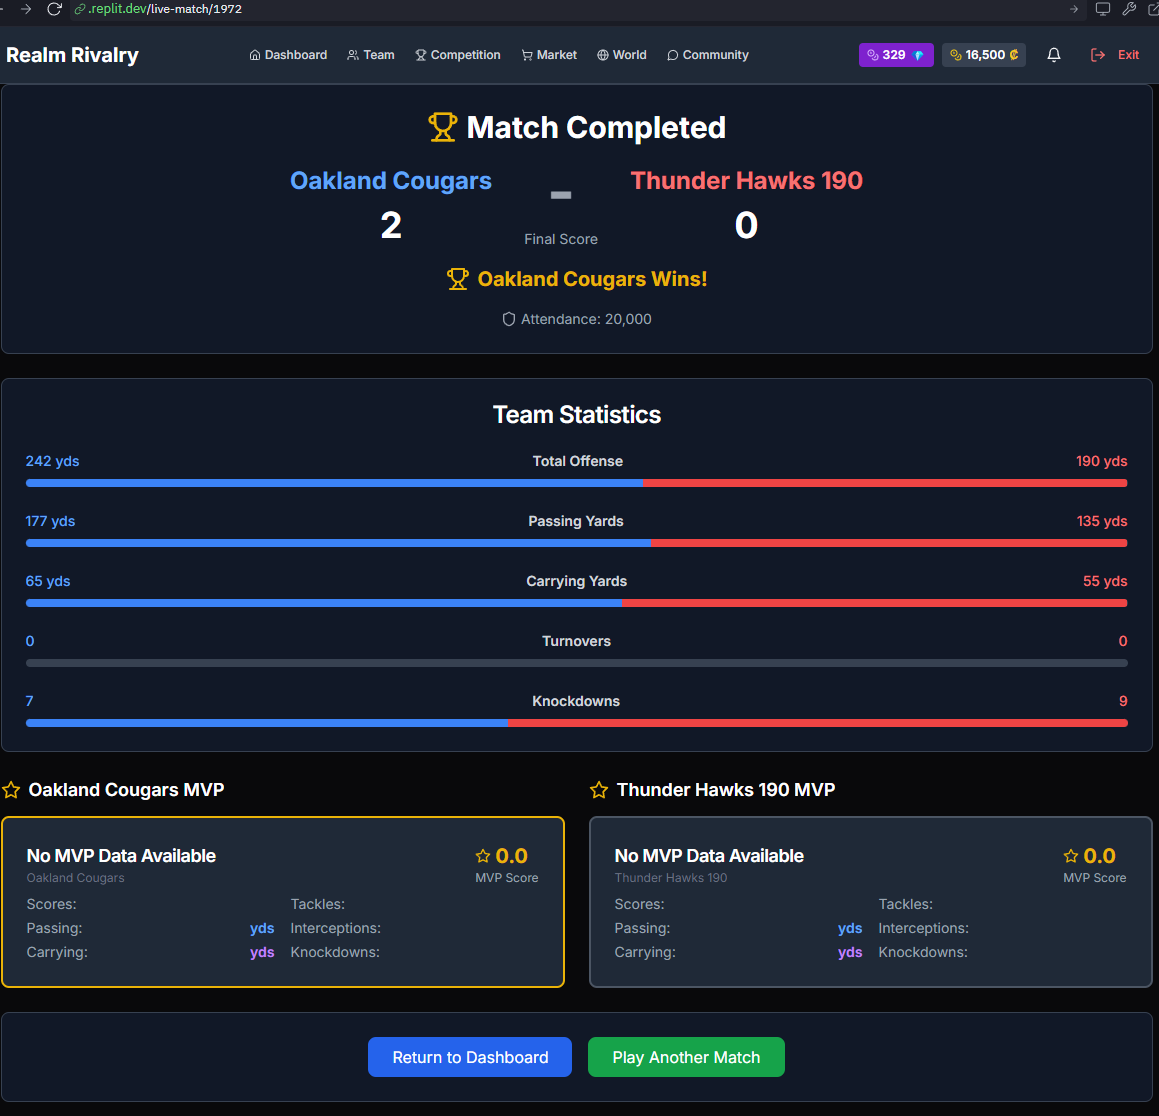 .replit.dev/live-match/1972
Realm Rivalry
Dashboard
Team
Competition
Market
World
Community
329
16,500 ₡
Exit
Match Completed
Oakland Cougars
2
-
Final Score
Thunder Hawks 190
0
Oakland Cougars Wins!
Attendance: 20,000
Team Statistics
242 yds Total Offense 190 yds
177 yds Passing Yards 135 yds
65 yds Carrying Yards 55 yds
0 Turnovers 0
7 Knockdowns 9
Oakland Cougars MVP
No MVP Data Available
Oakland Cougars
0.0
MVP Score
Scores:
Tackles:
Passing: yds
Interceptions:
Carrying: yds
Knockdowns:
Thunder Hawks 190 MVP
No MVP Data Available
Thunder Hawks 190
0.0
MVP Score
Scores:
Tackles:
Passing: yds
Interceptions:
Carrying: yds
Knockdowns:
Return to Dashboard
Play Another Match